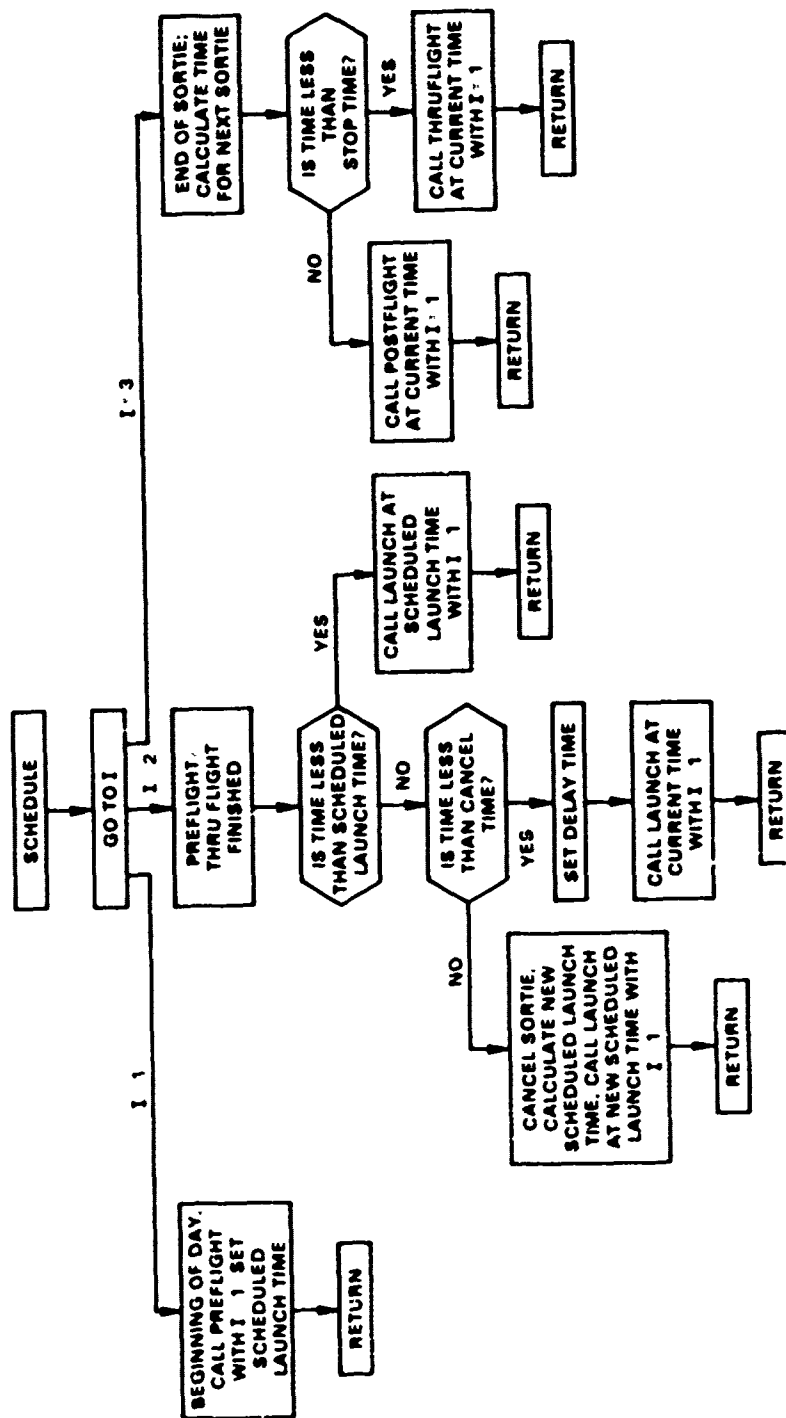 SCHEDULE
GO TO I
I 1
I 2
I·3
BEGINNING OF DAY.
CALL PREFLIGHT
WITH I 1 SET
SCHEDULED
LAUNCH TIME
RETURN
PREFLIGHT,
THRU FLIGHT
FINISHED
IS TIME LESS
THAN SCHEDULED
LAUNCH TIME?
YES
CALL LAUNCH AT
SCHEDULED
LAUNCH TIME
WITH I 1
RETURN
NO
IS TIME LESS
THAN CANCEL
TIME?
NO
CANCEL SORTIE.
CALCULATE NEW
SCHEDULED LAUNCH
TIME. CALL LAUNCH
AT NEW SCHEDULED
LAUNCH TIME WITH
I 1
RETURN
YES
SET DELAY TIME
CALL LAUNCH AT
CURRENT TIME
WITH I 1
RETURN
END OF SORTIE:
CALCULATE TIME
FOR NEXT SORTIE
IS TIME LESS
THAN
STOP TIME?
NO
CALL POSTFLIGHT
AT CURRENT TIME
WITH I: 1
RETURN
YES
CALL THRUFLIGHT
AT CURRENT TIME
WITH I: 1
RETURN